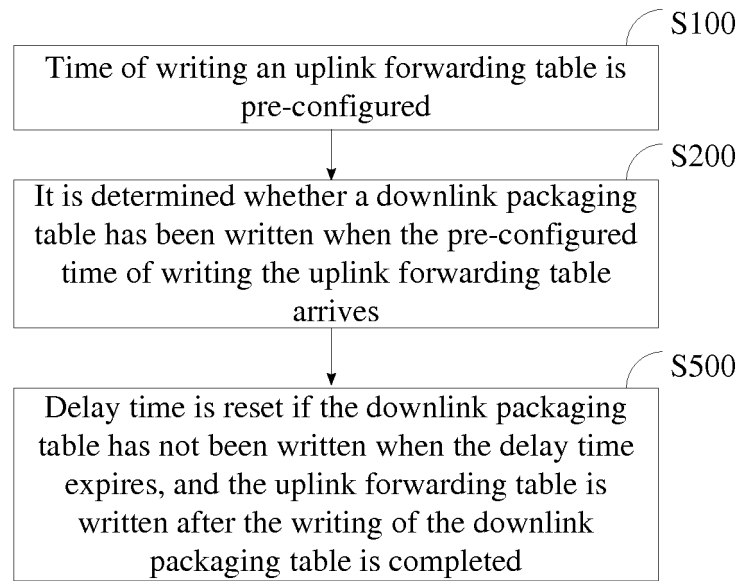 S100
Time of writing an uplink forwarding table is
pre-configured
S200
It is determined whether a downlink packaging
table has been written when the pre-configured
time of writing the uplink forwarding table
arrives
S500
Delay time is reset if the downlink packaging
table has not been written when the delay time
expires, and the uplink forwarding table is
written after the writing of the downlink
packaging table is completed